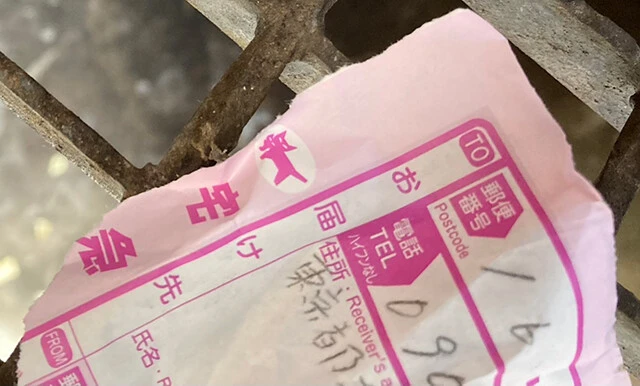 宅急
TO
お届け先
郵便番号
Postcode
16
電話
TEL
ハイフンなし
090
住所：Receiver's a
東京都
氏名：R
FROM
郵